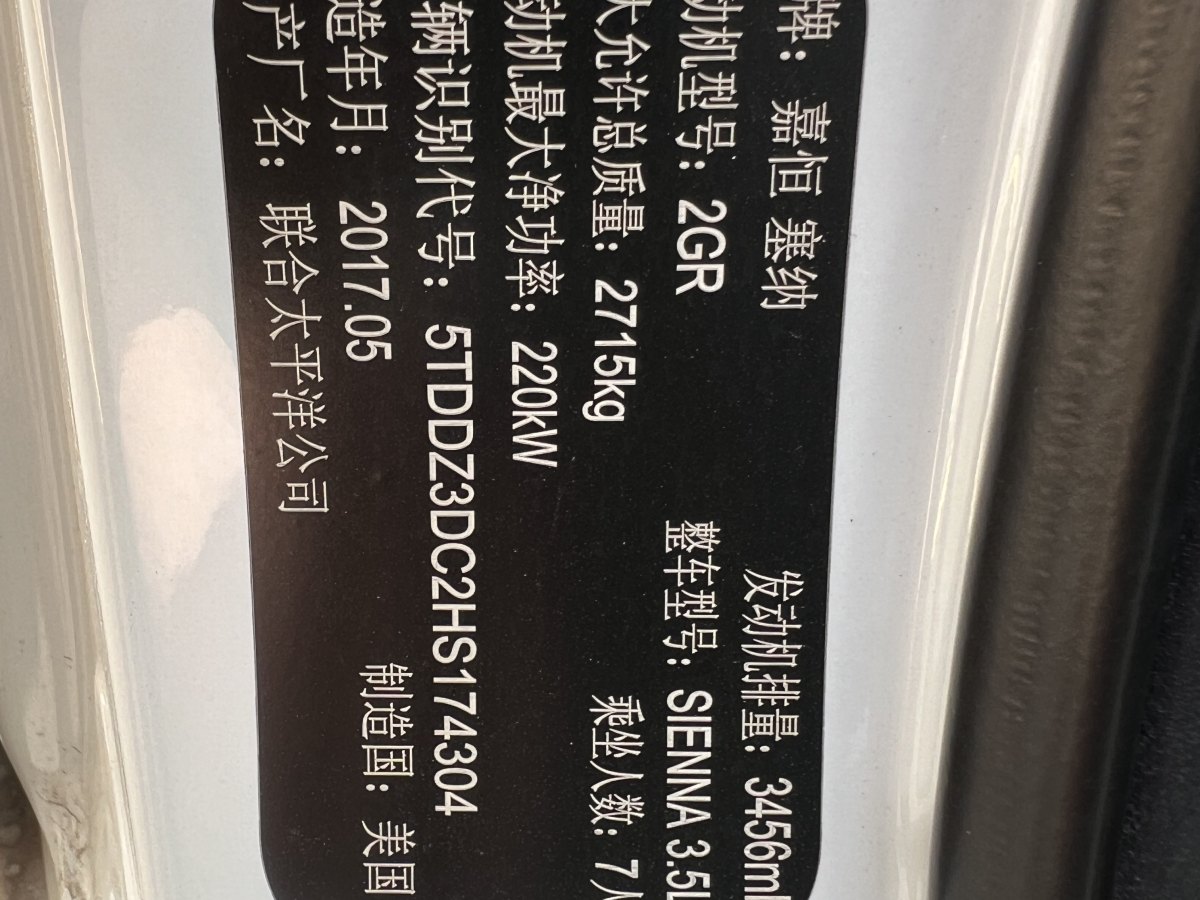 牌：嘉恒 塞纳
发动机排量：3456ml
动机型号：2GR
整车型号：SIENNA 3.5L
大允许总质量：2715kg
乘坐人数：7人
动机最大净功率：220kW
辆识别代号：5TDDZ3DC2HS174304
造年月：2017.05
制造国：美国
产厂名：联合太平洋公司